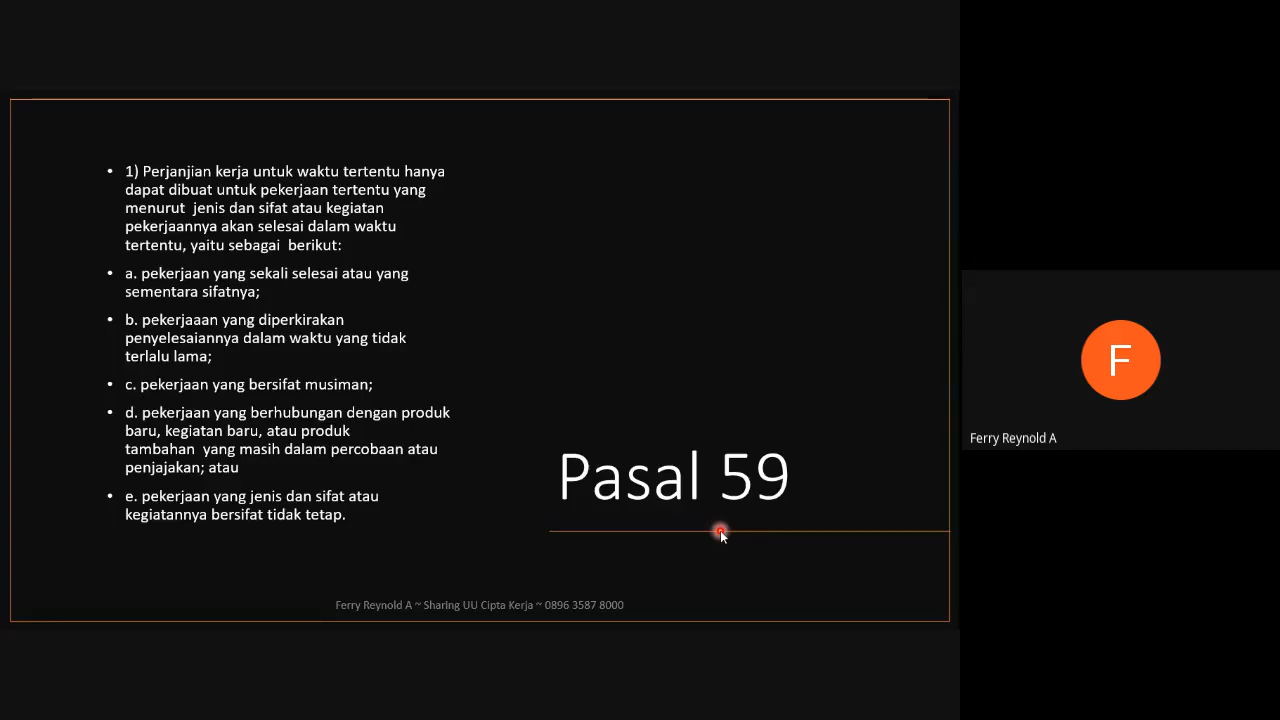 • 1) Perjanjian kerja untuk waktu tertentu hanya
dapat dibuat untuk pekerjaan tertentu yang
menurut  jenis dan sifat atau kegiatan
pekerjaannya akan selesai dalam waktu
tertentu, yaitu sebagai  berikut:
• a. pekerjaan yang sekali selesai atau yang
sementara sifatnya;
• b. pekerjaaan yang diperkirakan
penyelesaiannya dalam waktu yang tidak
terlalu lama;
• c. pekerjaan yang bersifat musiman;
• d. pekerjaan yang berhubungan dengan produk
baru, kegiatan baru, atau produk
tambahan  yang masih dalam percobaan atau
penjajakan; atau
• e. pekerjaan yang jenis dan sifat atau
kegiatannya bersifat tidak tetap.
Pasal 59
Ferry Reynold A ~ Sharing UU Cipta Kerja ~ 0896 3587 8000
F
Ferry Reynold A